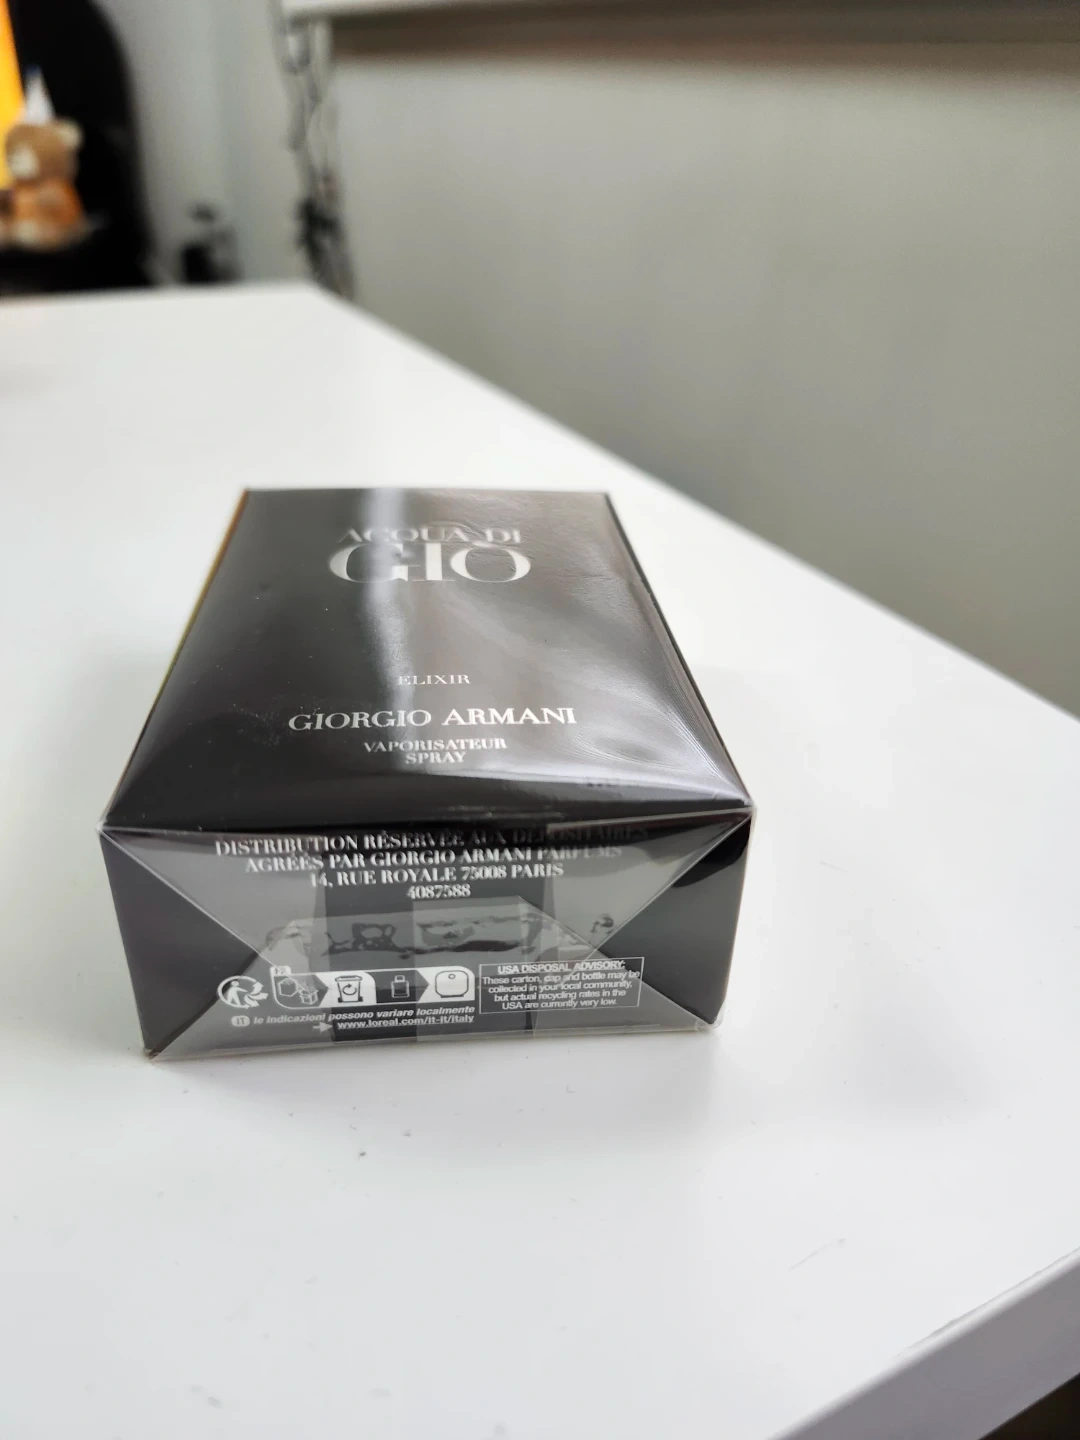 ACQUA DI
GIÒ
ELIXIR
GIORGIO ARMANI
VAPORISATEUR
SPRAY
DISTRIBUTION RÉSERVÉE AUX DÉPOSITAIRES
AGRÉÉS PAR GIORGIO ARMANI PARFUMS
14, RUE ROYALE 75008 PARIS
4087588
USA DISPOSAL ADVISORY:
These carton, cap and bottle may be
collected in your local community,
but actual recycling rates in the
USA are currently very low.
IT le indicazioni possono variare localmente
www.loreal.com/it-it/italy